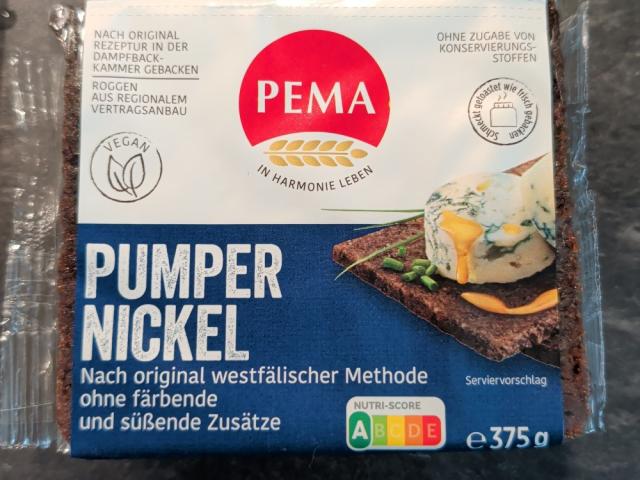 NACH ORIGINAL
REZEPTUR IN DER
DAMPFBACK-
KAMMER GEBACKEN
ROGGEN
AUS REGIONALEM
VERTRAGSANBAU
VEGAN
PEMA
IN HARMONIE LEBEN
OHNE ZUGABE VON
KONSERVIERUNGS-
STOFFEN
Schmeckt getoastet wie frisch gebacken
PUMPER
NICKEL
Nach original westfälischer Methode
ohne färbende
und süßende Zusätze
Serviervorschlag
NUTRI-SCORE
A B C D E
e 375 g